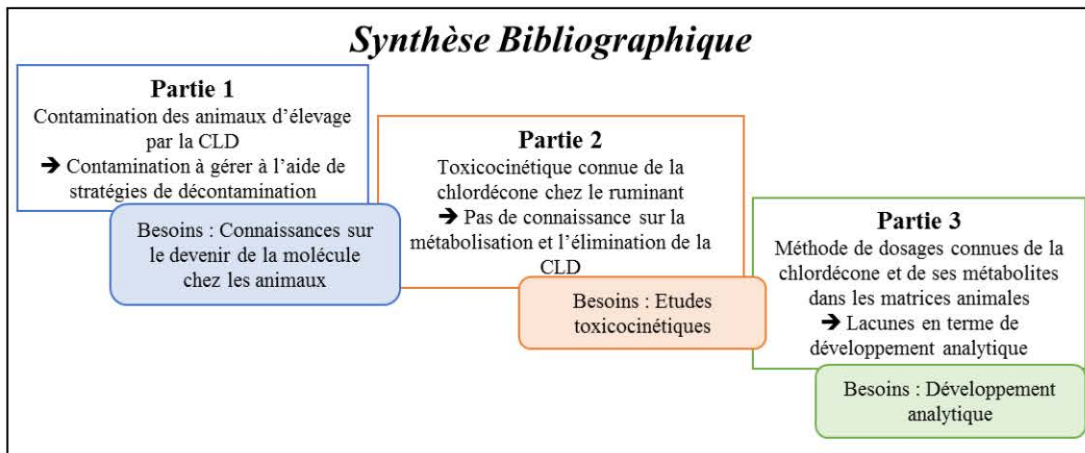 Synthèse Bibliographique
Partie 1
Contamination des animaux d'élevage
par la CLD
➔ Contamination à gérer à l'aide de
stratégies de décontamination
Besoins : Connaissances sur
le devenir de la molécule
chez les animaux
Partie 2
Toxicocinétique connue de la
chlordécone chez le ruminant
➔ Pas de connaissance sur la
métabolisation et l'élimination de la
CLD
Besoins : Etudes
toxicocinétiques
Partie 3
Méthode de dosages connues de la
chlordécone et de ses métabolites
dans les matrices animales
➔ Lacunes en terme de
développement analytique
Besoins : Développement
analytique